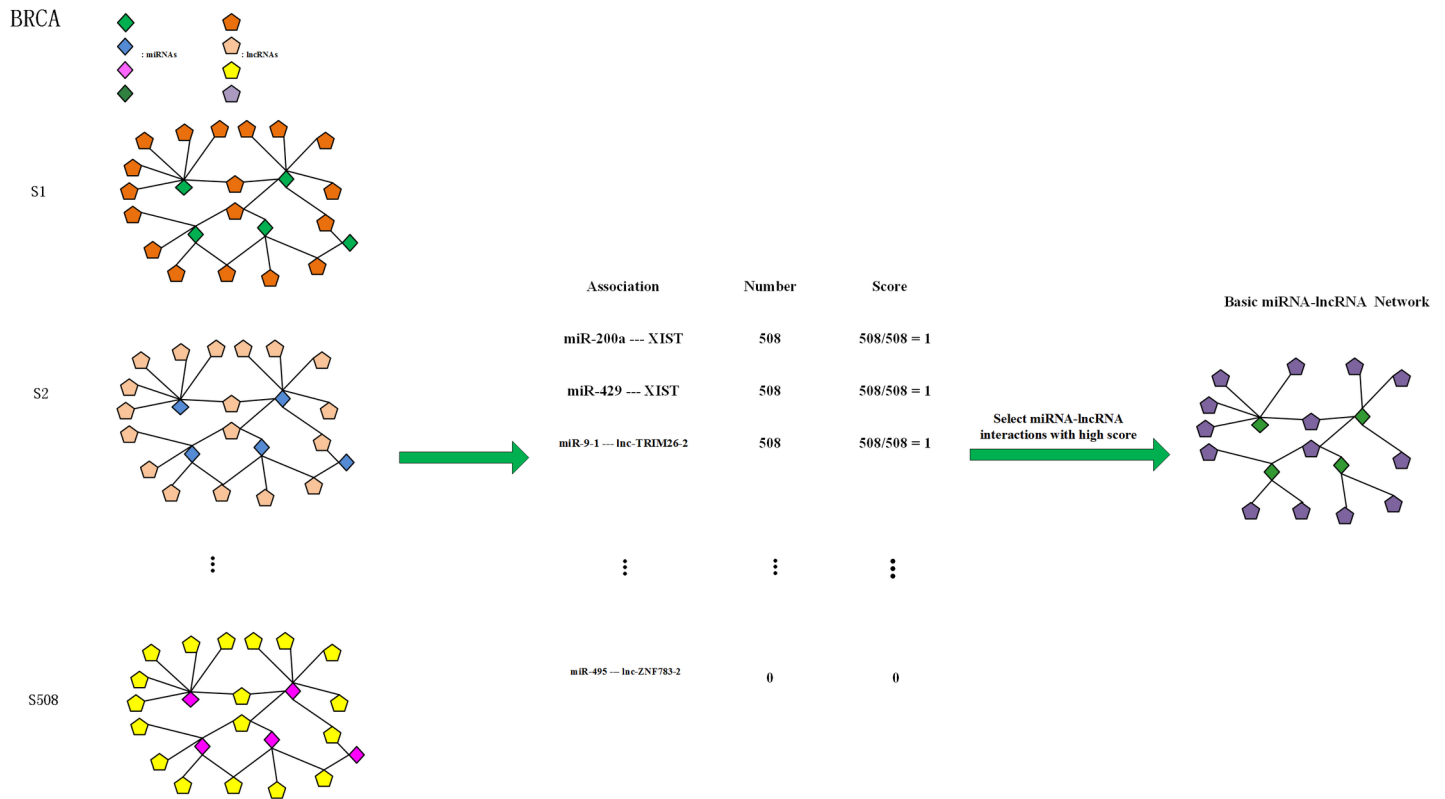 BRCA
: miRNAs
: lncRNAs
S1
S2
S508
Association Number Score
miR-200a --- XIST 508 508/508 = 1
miR-429 --- XIST 508 508/508 = 1
miR-9-1 --- lnc-TRIM26-2 508 508/508 = 1
miR-495 --- lnc-ZNF783-2 0 0
Select miRNA-lncRNA
interactions with high score
Basic miRNA-lncRNA Network